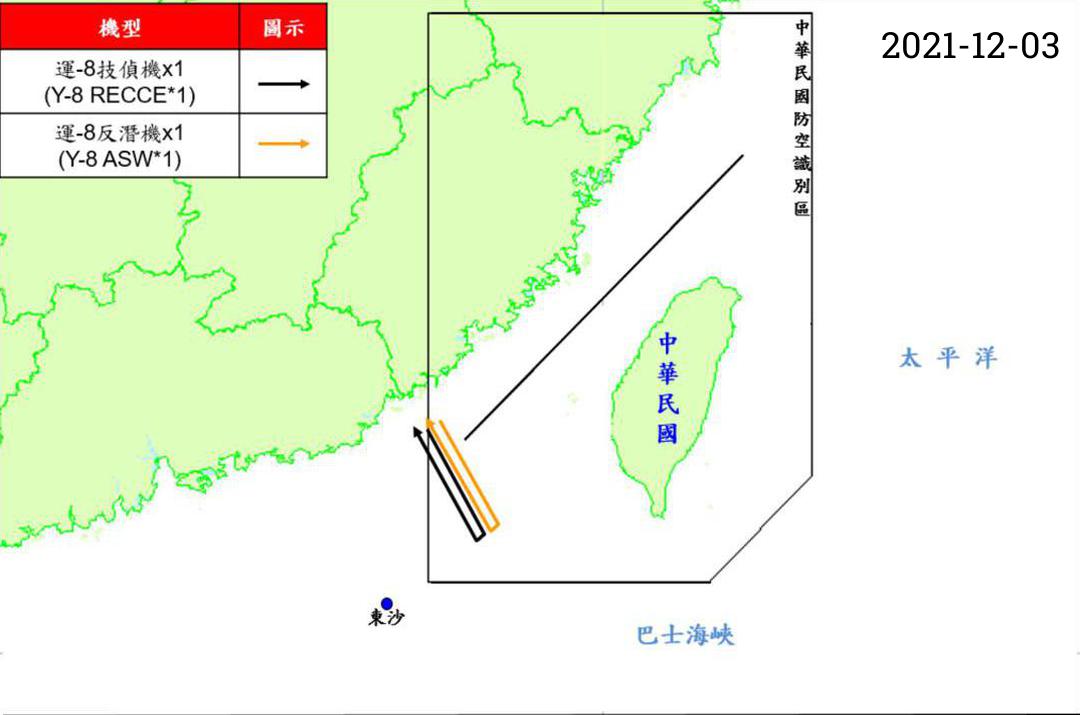 機型
圖示
運-8技偵機x1
(Y-8 RECCE*1)
運-8反潛機x1
(Y-8 ASW*1)
2021-12-03
中華民國防空識別區
中華民國
太平洋
東沙
巴士海峽